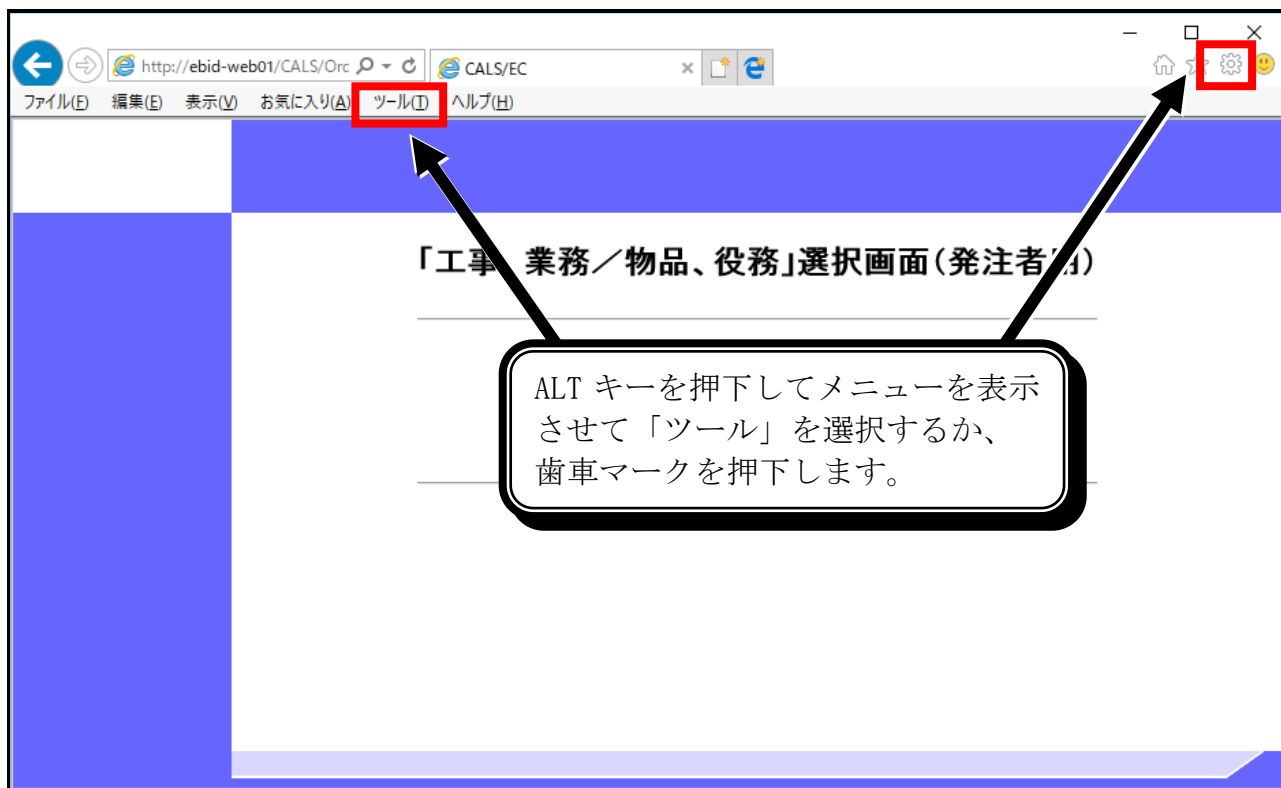 http://ebid-web01/CALS/Orc
CALS/EC
ファイル(F) 編集(E) 表示(V) お気に入り(A) ツール(T) ヘルプ(H)
「工事 業務／物品、役務」選択画面(発注者用)
ALT キーを押下してメニューを表示
させて「ツール」を選択するか、
歯車マークを押下します。